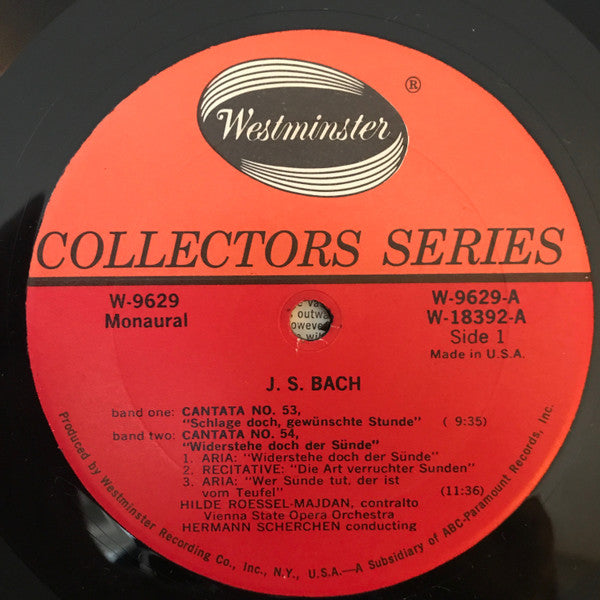 Westminster ®
COLLECTORS SERIES
W-9629
Monaural
W-9629-A
W-18392-A
Side 1
Made in U.S.A.
J. S. BACH
band one: CANTATA NO. 53,
"Schlage doch, gewünschte Stunde" ( 9:35)
band two: CANTATA NO. 54,
"Widerstehe doch der Sünde"
1. ARIA: "Widerstehe doch der Sünde"
2. RECITATIVE: "Die Art verruchter Sunden"
3. ARIA: "Wer Sünde tut, der ist
vom Teufel" (11:36)
HILDE ROESSEL-MAJDAN, contralto
Vienna State Opera Orchestra
HERMANN SCHERCHEN conducting
Produced by Westminster Recording Co., Inc., N.Y., U.S.A.—A Subsidiary of ABC-Paramount Records, Inc.